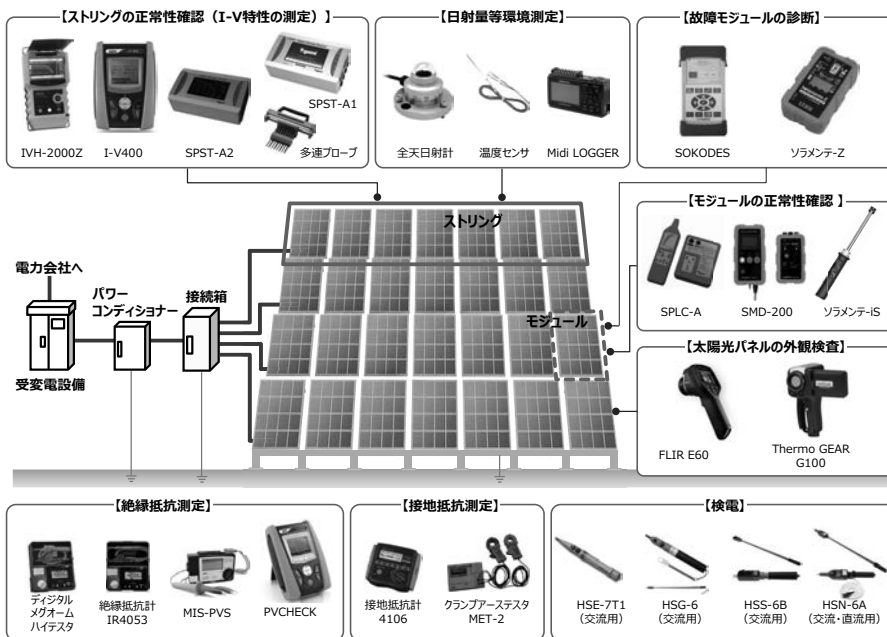 【ストリングの正常性確認(I-V特性の測定)】
IVH-2000Z
I-V400
SPST-A2
SPST-A1
多連プローブ
【日射量等環境測定】
全天日射計
温度センサ
Midi LOGGER
【故障モジュールの診断】
SOKODES
ソラメンテ-Z
ストリング
モジュール
【モジュールの正常性確認 】
SPLC-A
SMD-200
ソラメンテ-iS
電力会社へ
パワー
コンディショナー
接続箱
受変電設備
【太陽光パネルの外観検査】
FLIR E60
Thermo GEAR
G100
【絶縁抵抗測定】
ディジタル
メグオーム
ハイテスタ
絶縁抵抗計
IR4053
MIS-PVS
PVCHECK
【接地抵抗測定】
接地抵抗計
4106
クランプアーステスタ
MET-2
【検電】
HSE-7T1
(交流用)
HSG-6
(交流用)
HSS-6B
(交流用)
HSN-6A
(交流・直流用)